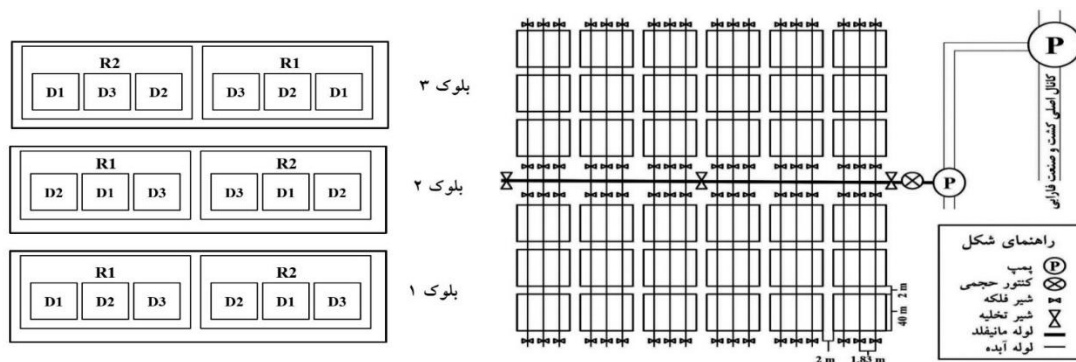 R2 R1
D1 D3 D2 D3 D2 D1
بلوک ۳
R1 R2
D2 D1 D3 D3 D1 D2
بلوک ۲
R1 R2
D1 D2 D3 D2 D1 D3
بلوک ۱
P
کانال اصلی کشت و صنعت فارابی
P
2 m
40 m
2 m
1.83 m
راهنمای شکل
پمپ P
کنتور حجمی
شیر فلکه
شیر تخلیه
لوله مانیفلد
لوله آبده